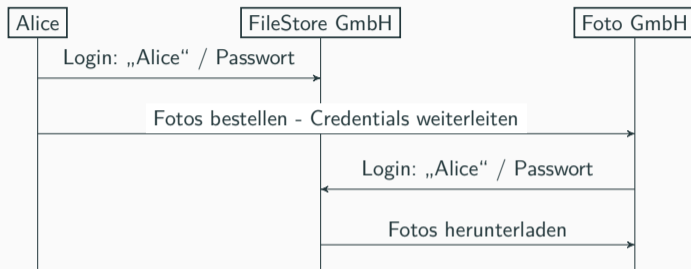 Alice
FileStore GmbH
Foto GmbH
Login: „Alice“ / Passwort
Fotos bestellen - Credentials weiterleiten
Login: „Alice“ / Passwort
Fotos herunterladen